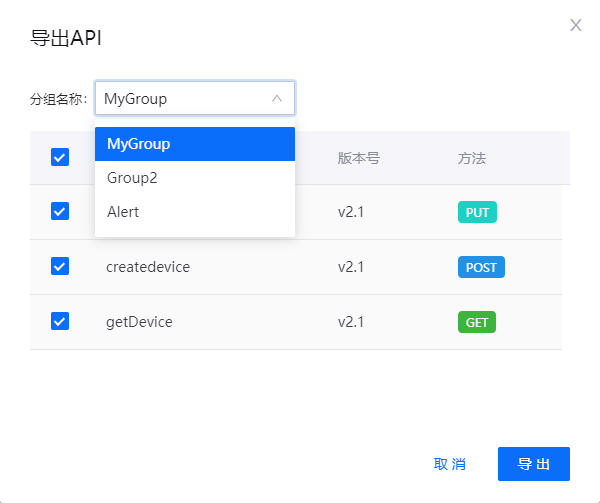 导出API
分组名称:
MyGroup
MyGroup
Group2
Alert
版本号
方法
v2.1
PUT
createdevice
v2.1
POST
getDevice
v2.1
GET
取 消
导 出